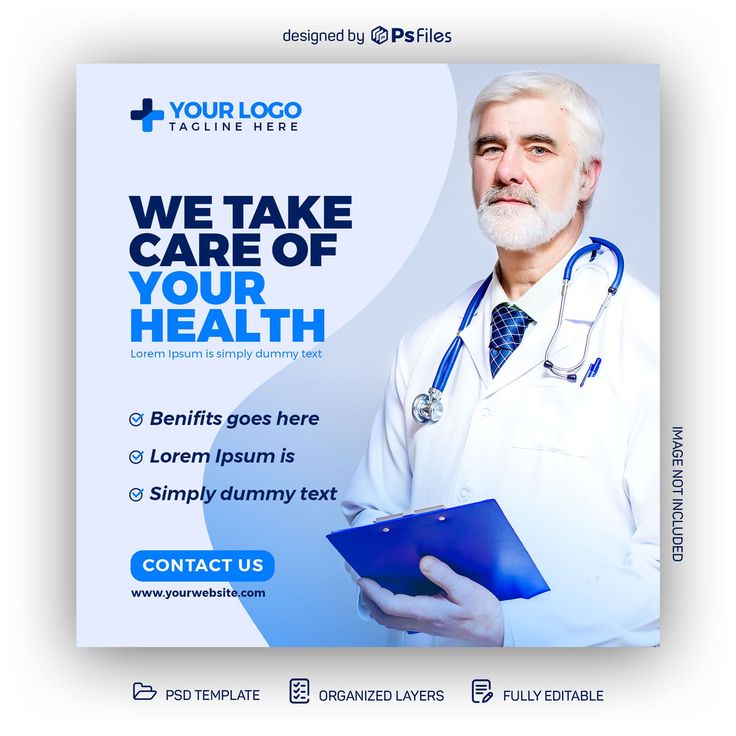 designed by PsFiles
YOUR LOGO
TAGLINE HERE
WE TAKE
CARE OF
YOUR
HEALTH
Lorem Ipsum is simply dummy text
Benifits goes here
Lorem Ipsum is
Simply dummy text
CONTACT US
www.yourwebsite.com
IMAGE NOT INCLUDED
PSD TEMPLATE
ORGANIZED LAYERS
FULLY EDITABLE